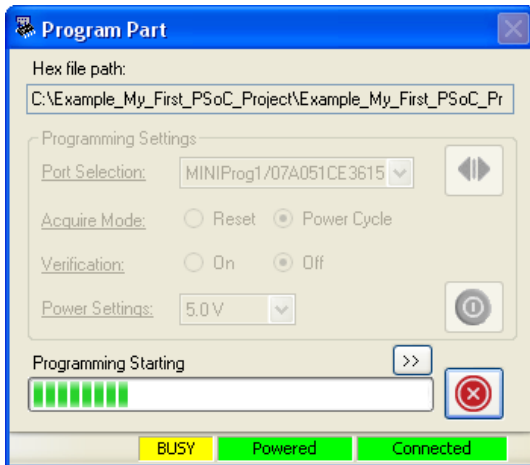 Program Part
Hex file path:
C:\Example_My_First_PSoC_Project\Example_My_First_PSoC_Pr
Programming Settings
Port Selection: MINIProg1/07A051CE3615
Acquire Mode: Reset Power Cycle
Verification: On Off
Power Settings: 5.0 V
Programming Starting >>
BUSY Powered Connected